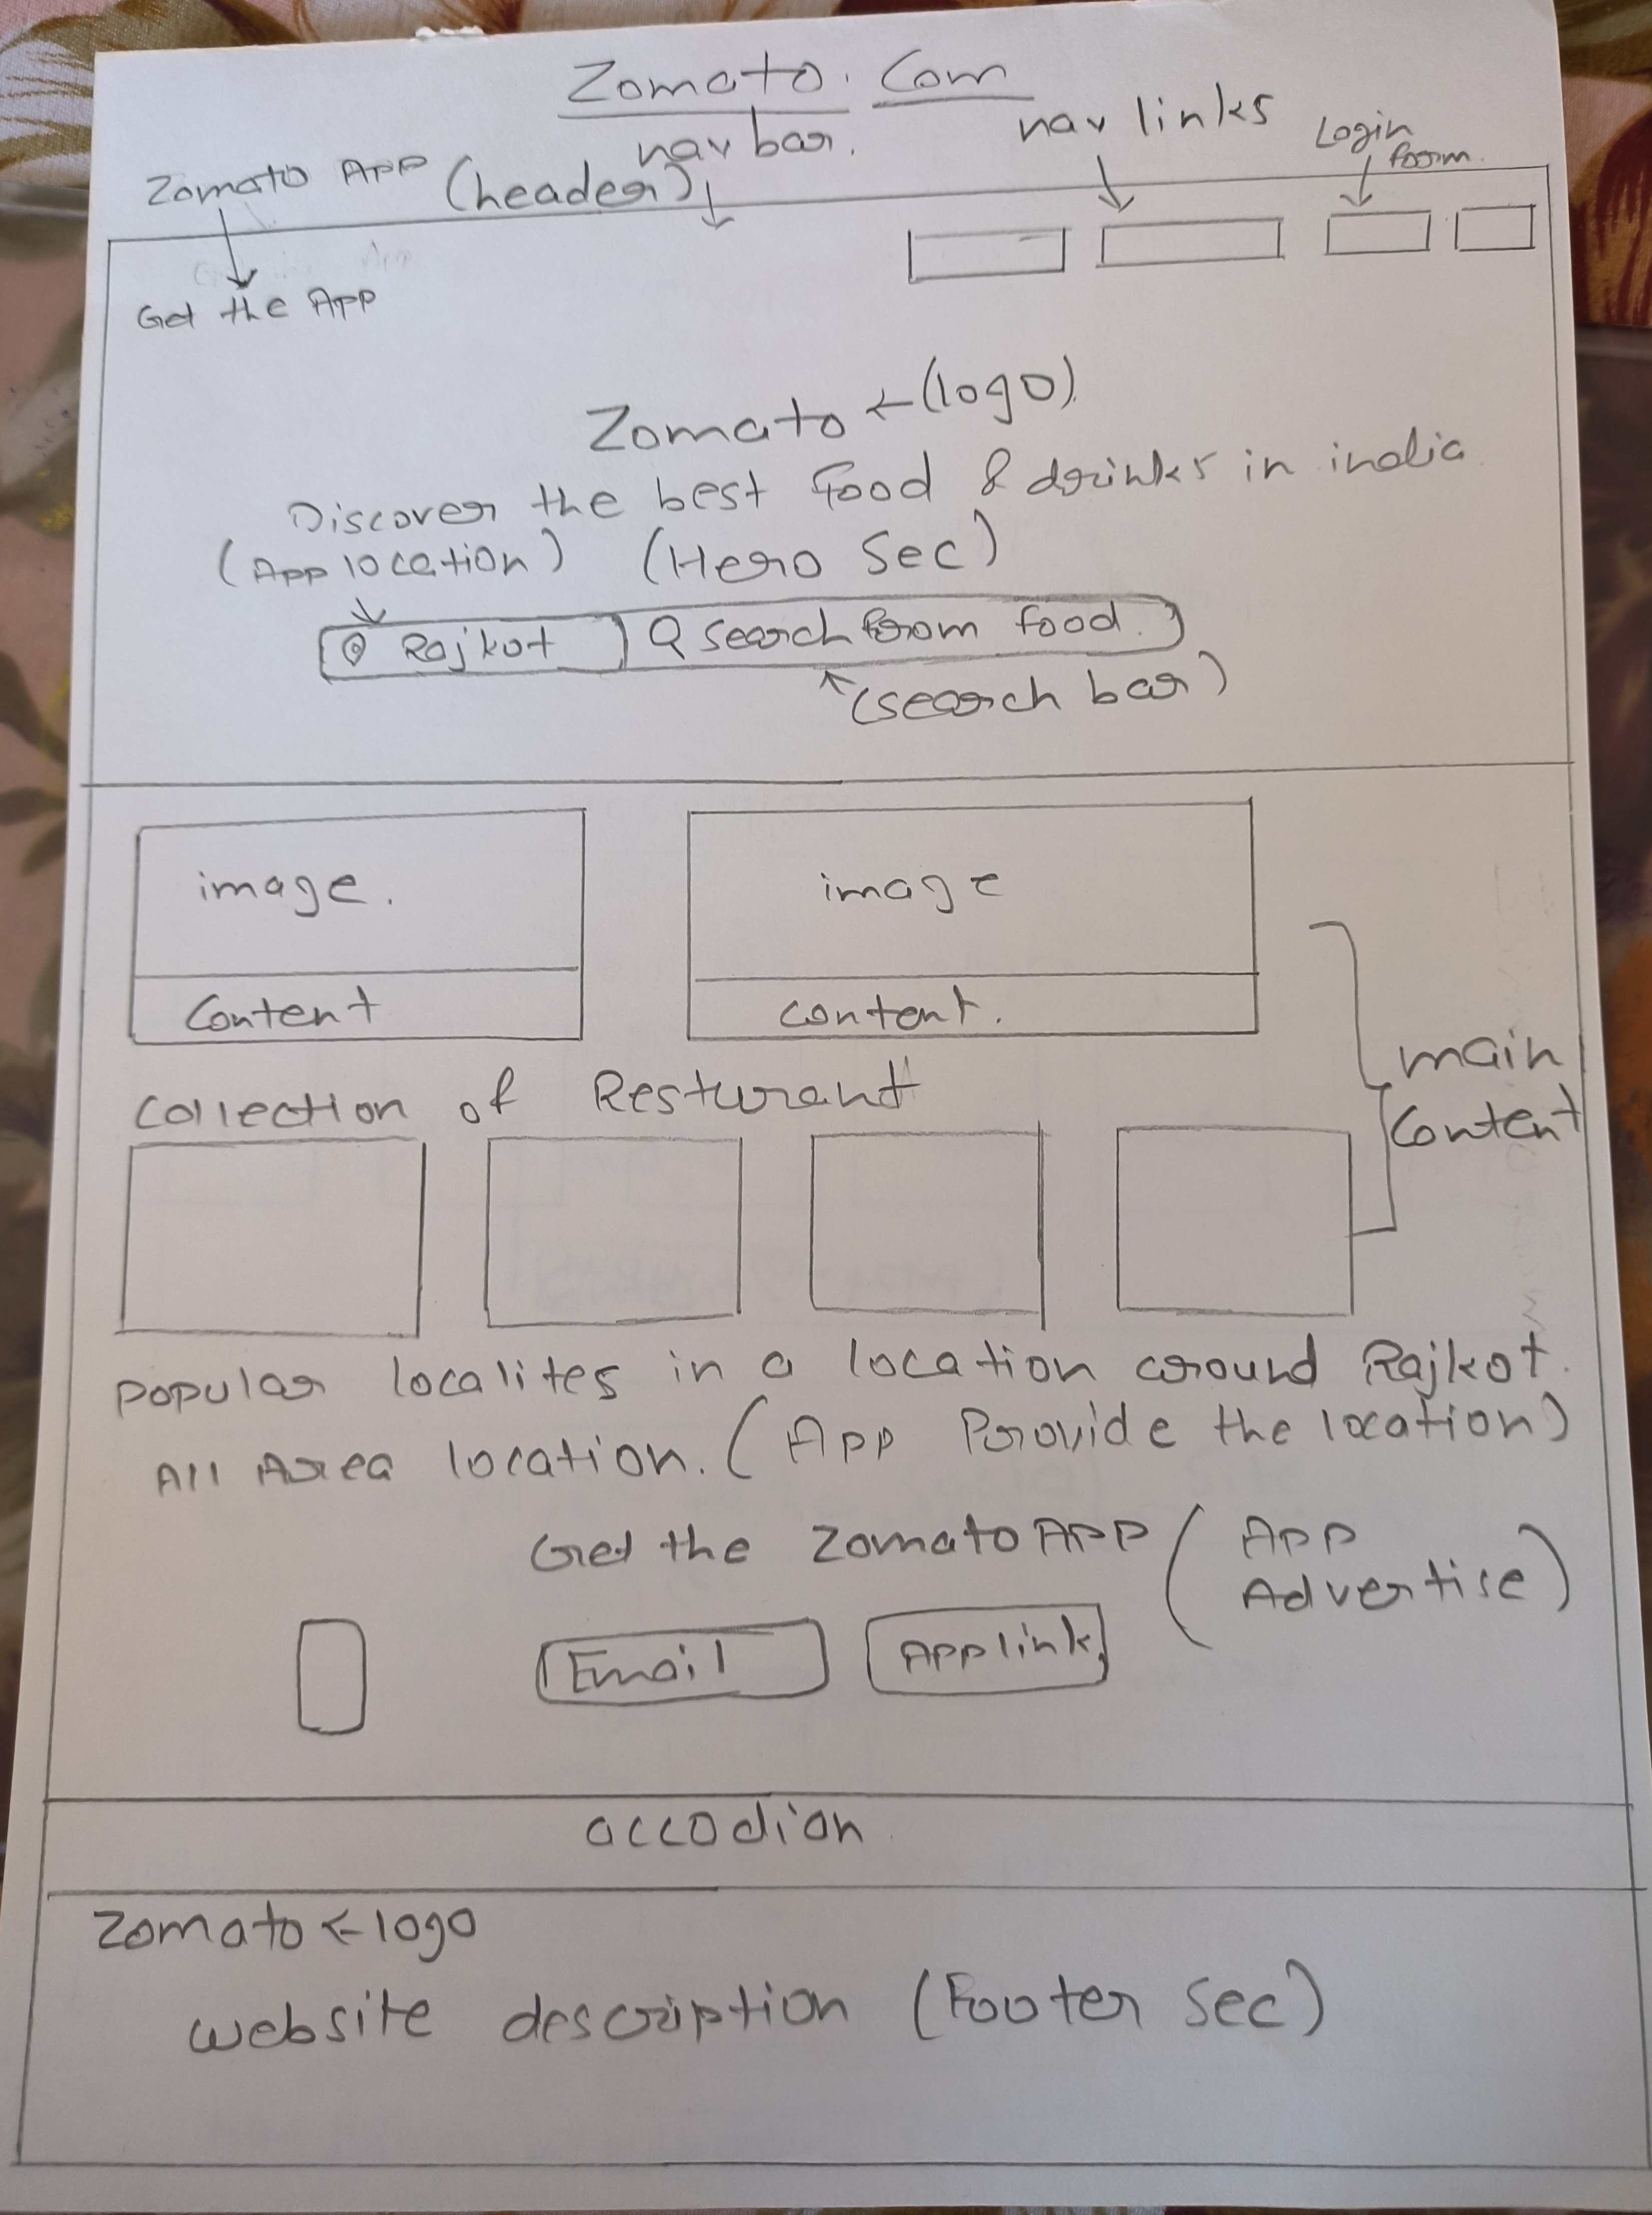 Zomato. Com
nav bar.
nav links
Login
form.
Zomato App
(header)
Get the App
Zomato ← (logo).
Discover the best food & drinks in india
(App location) (Hero Sec)
Rajkot
Search from food.
(search bar)
image.
image
Content
content.
Collection of Resturant
main
Content
popular localites in a location around Rajkot.
All Area location. (App Provide the location)
Get the Zomato App
(App
Advertise)
Email
App link
accodian
Zomato ← logo
website description (Footer Sec)